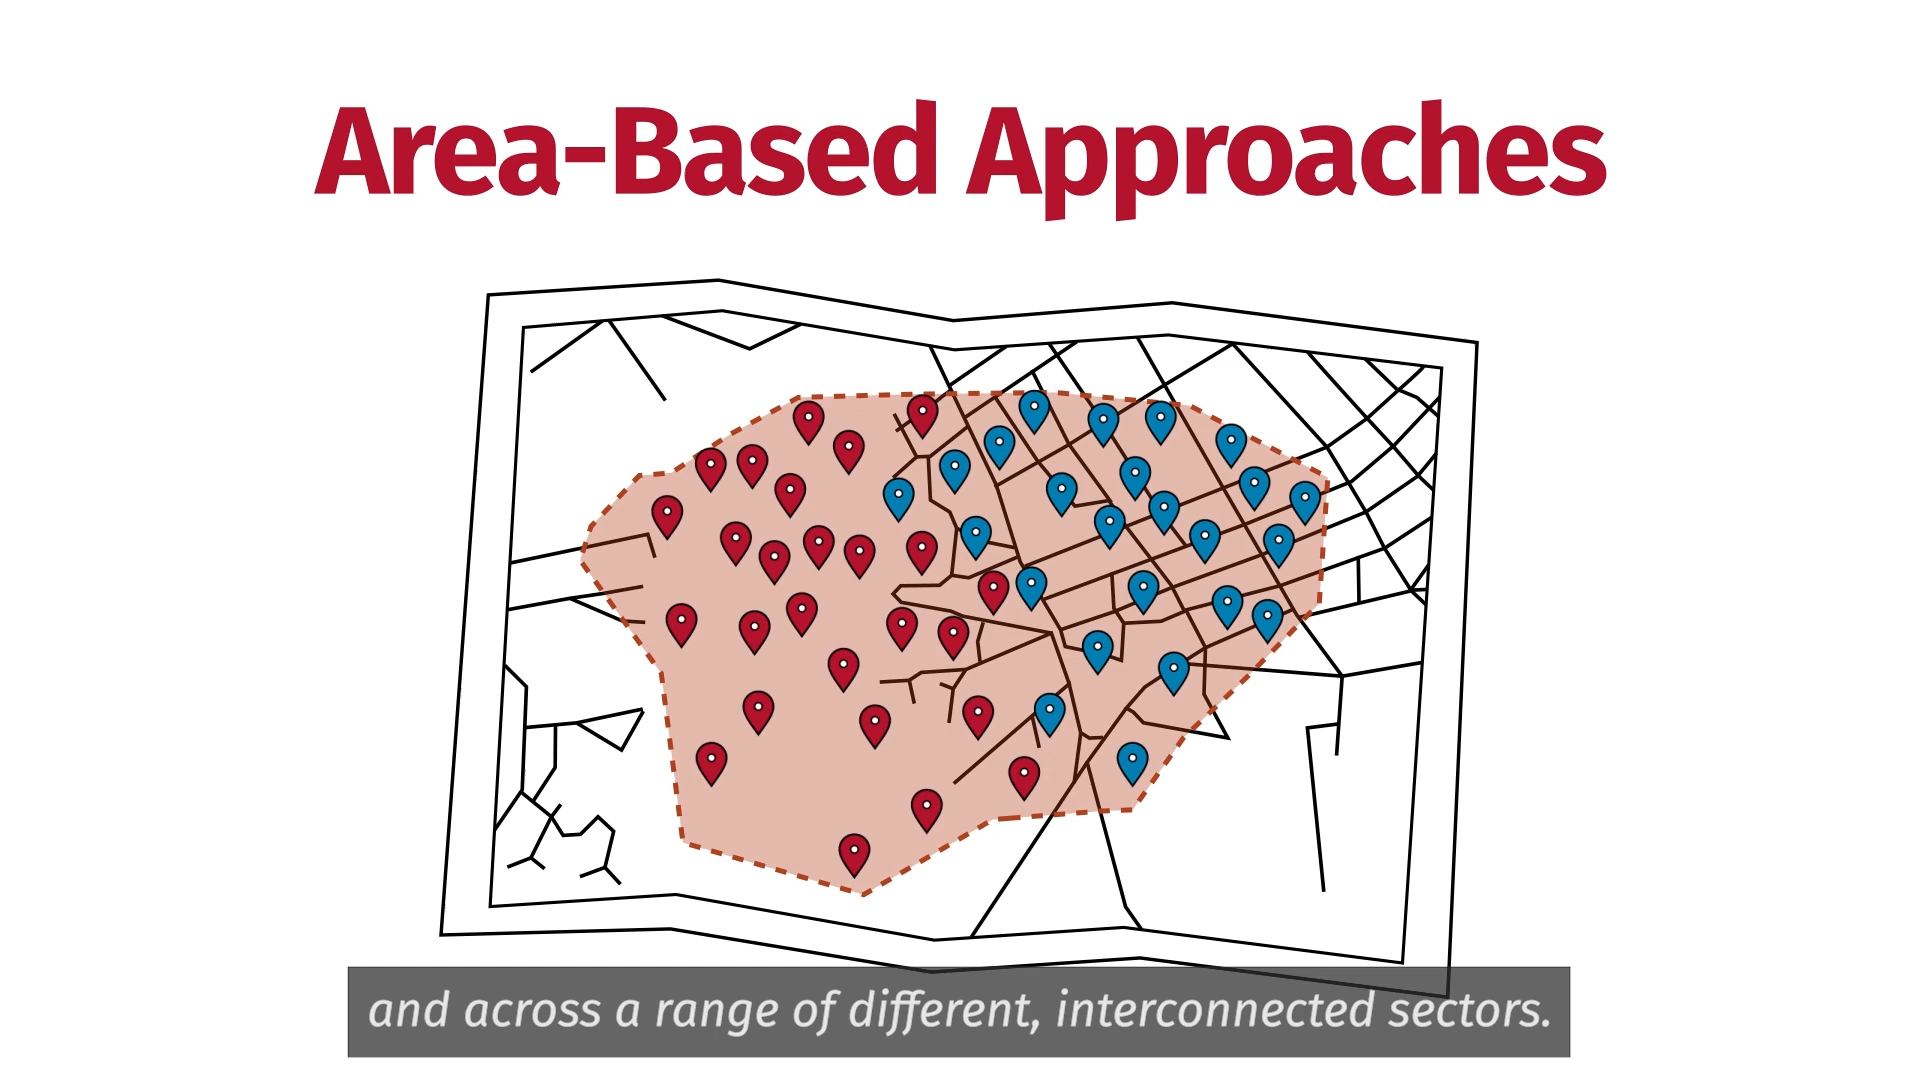 Area-Based Approaches
and across a range of different, interconnected sectors.